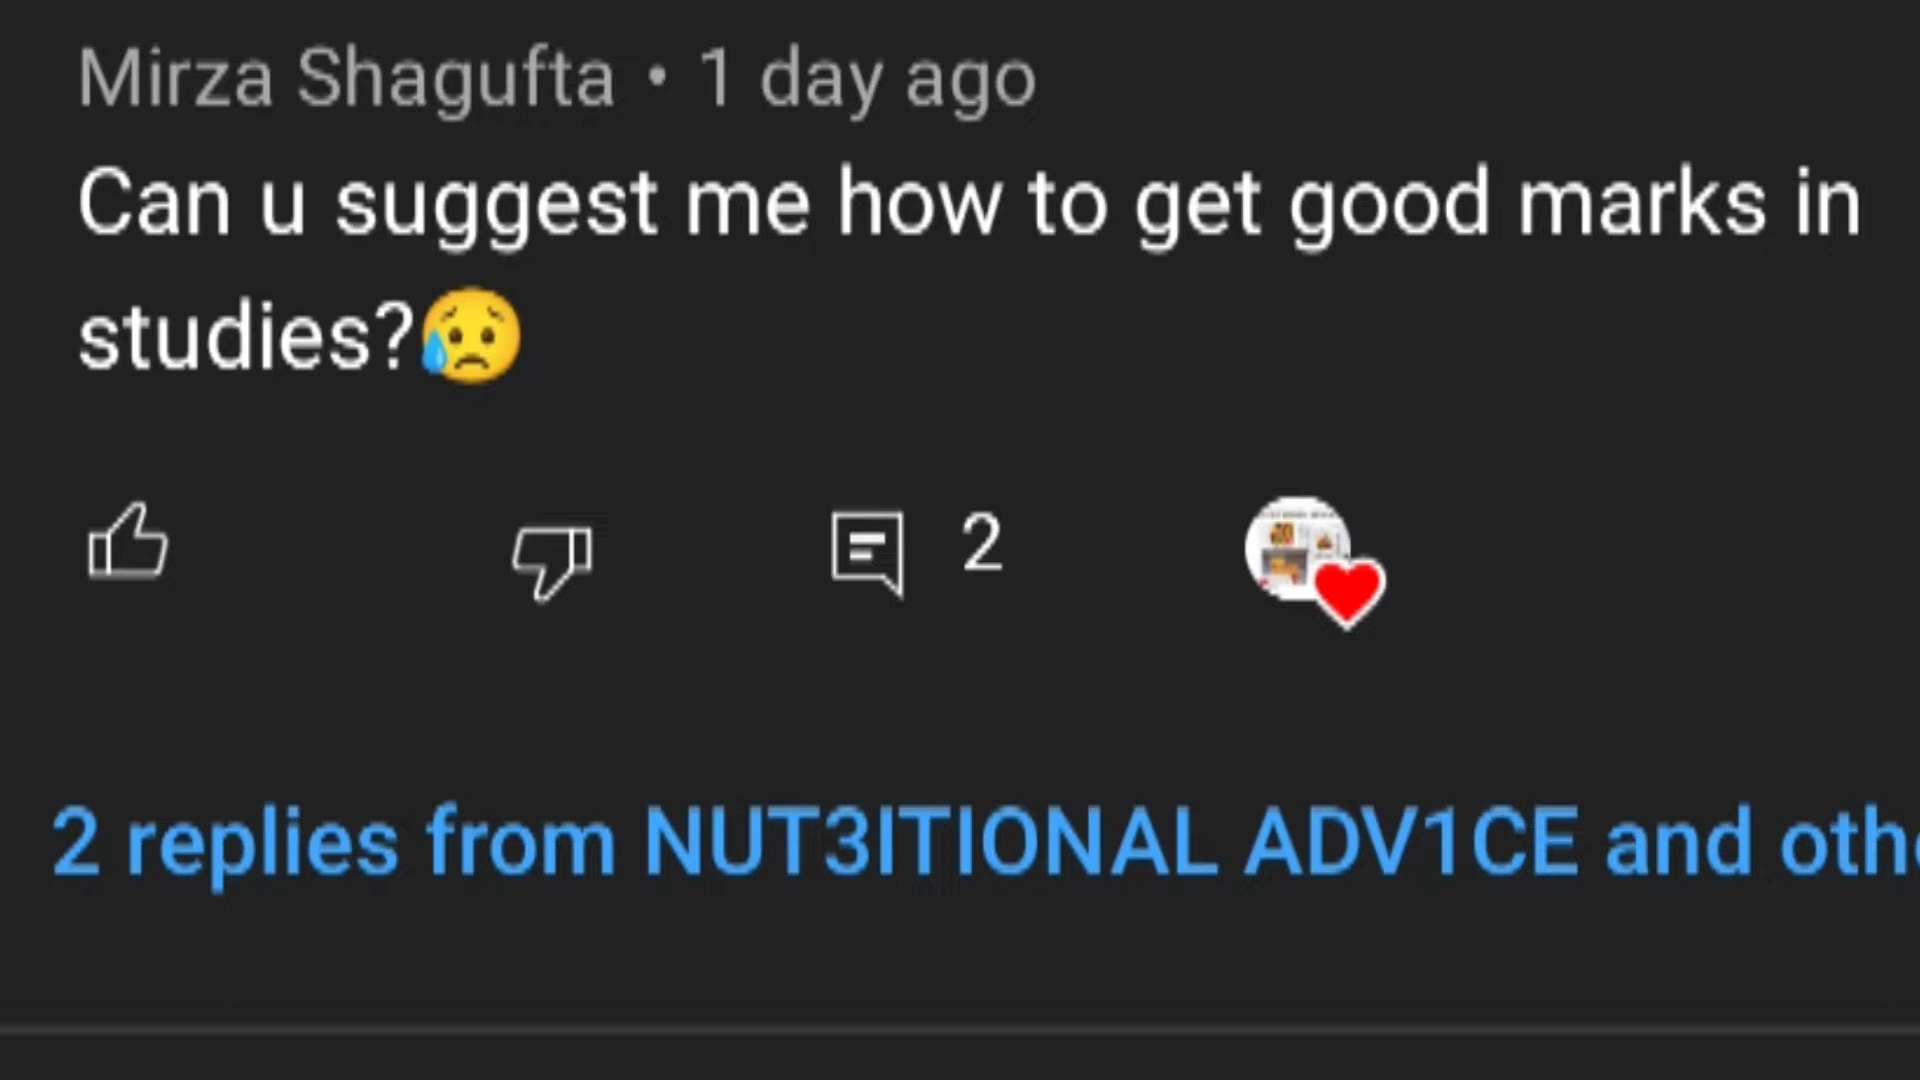 Mirza Shagufta • 1 day ago
Can u suggest me how to get good marks in
studies?😥
2
2 replies from NUT3ITIONAL ADV1CE and oth